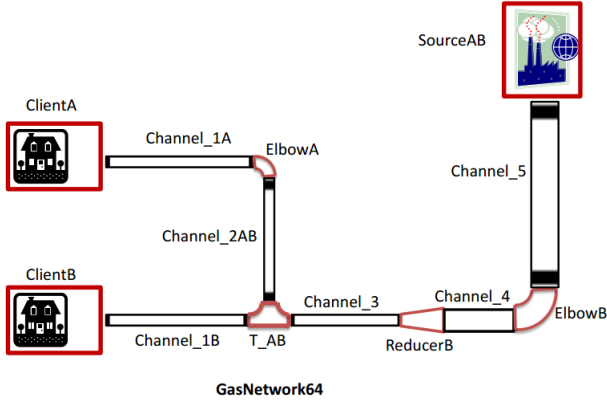 SourceAB
ClientA
Channel_1A
ElbowA
Channel_5
Channel_2AB
ClientB
Channel_3
Channel_4
ElbowB
Channel_1B
T_AB
ReducerB
GasNetwork64